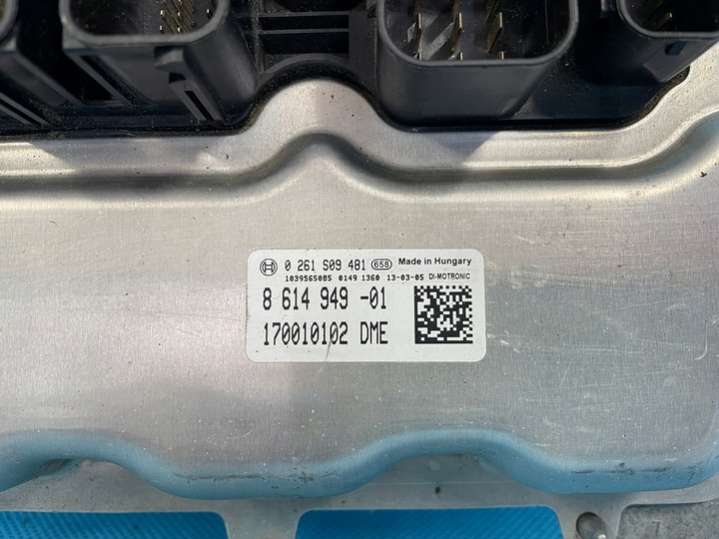 0 261 S09 481 658 Made in Hungary
1039565085 0149 1360 13-03-05 DI-MOTRONIC
8 614 949 -01
170010102 DME